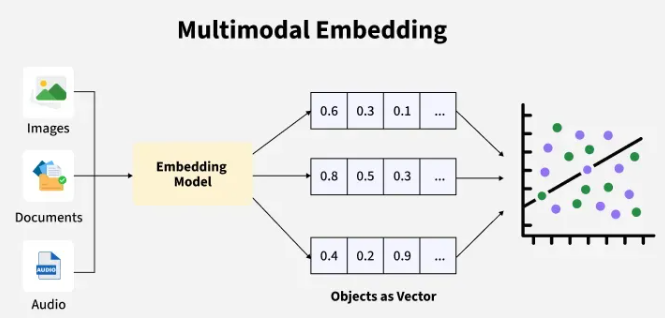 Multimodal Embedding
Images
Documents
AUDIO
Audio
Embedding
Model
0.6 0.3 0.1 ...
0.8 0.5 0.3 ...
0.4 0.2 0.9 ...
Objects as Vector